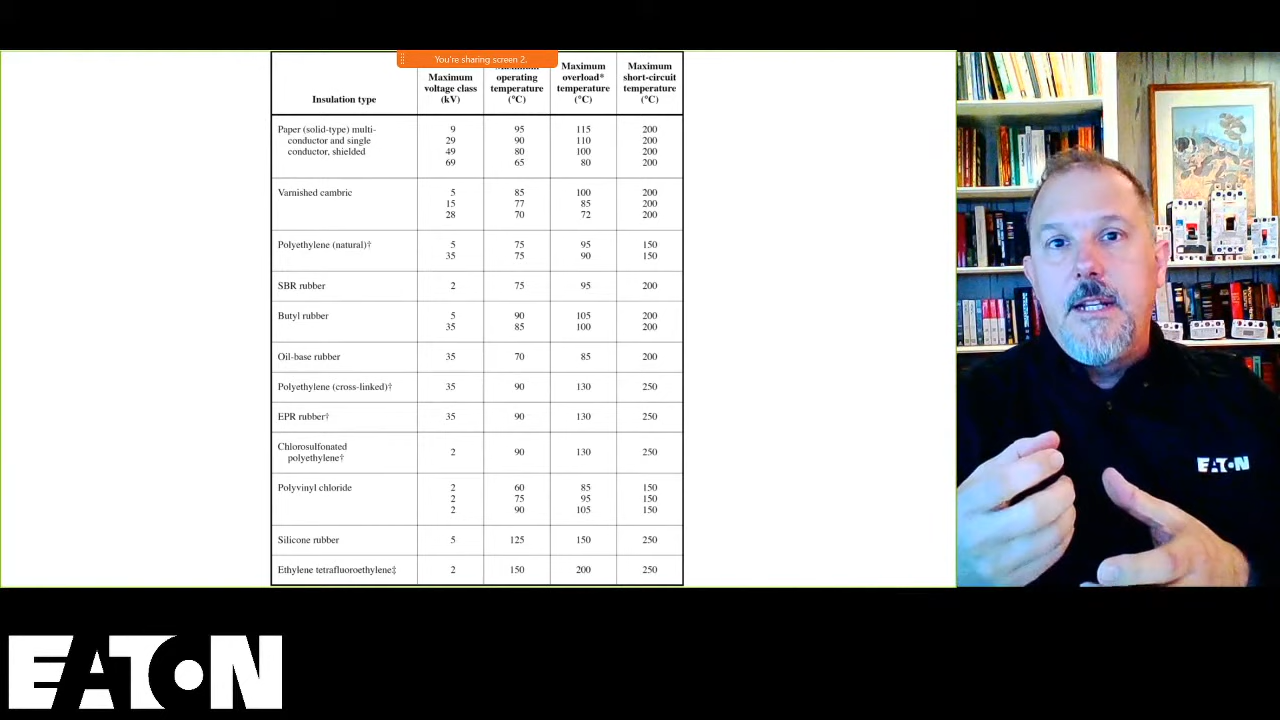 You're sharing screen 2.
Insulation type
Maximum
voltage class
(kV)
operating
temperature
(°C)
Maximum
overload*
temperature
(°C)
Maximum
short-circuit
temperature
(°C)
Paper (solid-type) multi-
conductor and single
conductor, shielded
9 95 115 200
29 90 110 200
49 80 100 200
69 65 80 200
Varnished cambric 5 85 100 200
15 77 85 200
28 70 72 200
Polyethylene (natural)† 5 75 95 150
35 75 90 150
SBR rubber 2 75 95 200
Butyl rubber 5 90 105 200
35 85 100 200
Oil-base rubber 35 70 85 200
Polyethylene (cross-linked)† 35 90 130 250
EPR rubber† 35 90 130 250
Chlorosulfonated
polyethylene† 2 90 130 250
Polyvinyl chloride 2 60 85 150
2 75 95 150
2 90 105 150
Silicone rubber 5 125 150 250
Ethylene tetrafluoroethylene‡ 2 150 200 250
EATON
EATON